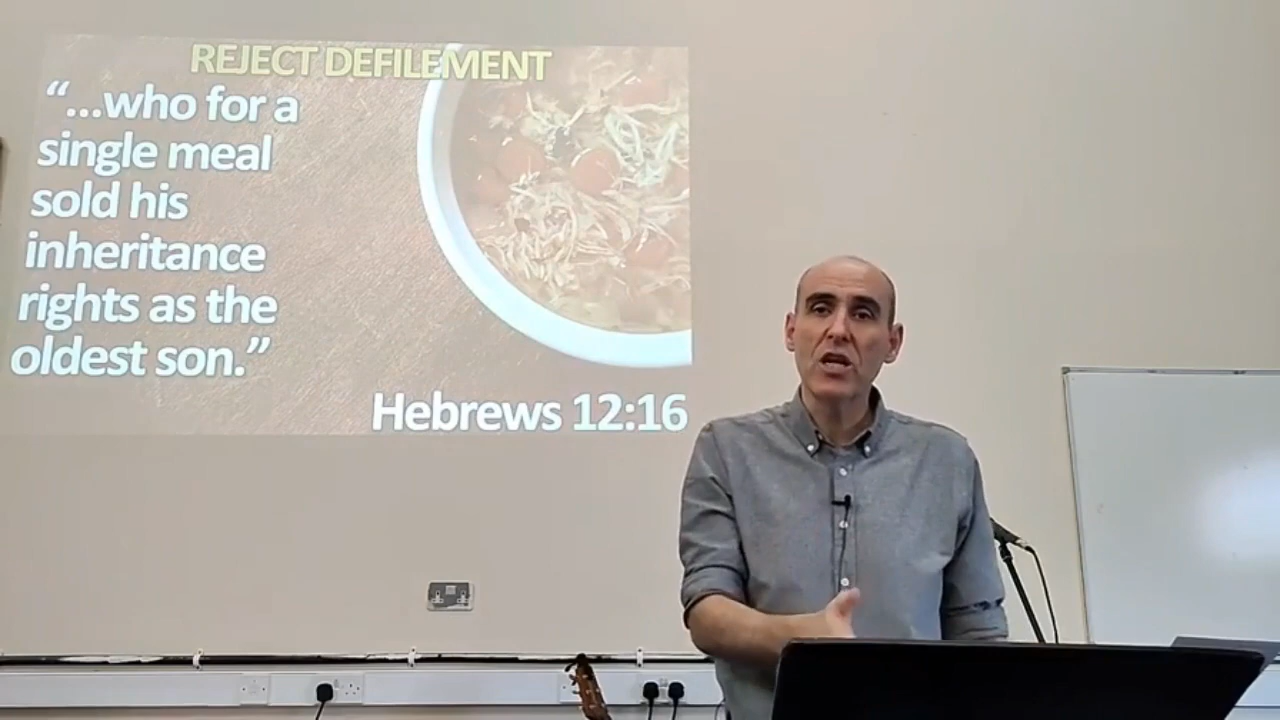 REJECT DEFILEMENT
“...who for a
single meal
sold his
inheritance
rights as the
oldest son.”
Hebrews 12:16